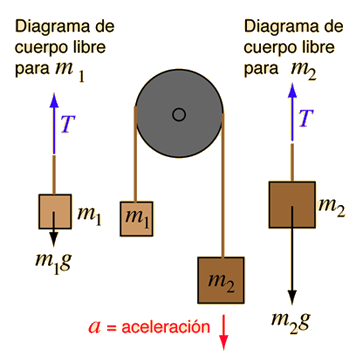 Diagrama de
cuerpo libre
para m₁
T
m₁
m₁g
m₁
m₂
a = aceleración
Diagrama de
cuerpo libre
para m₂
T
m₂
m₂g